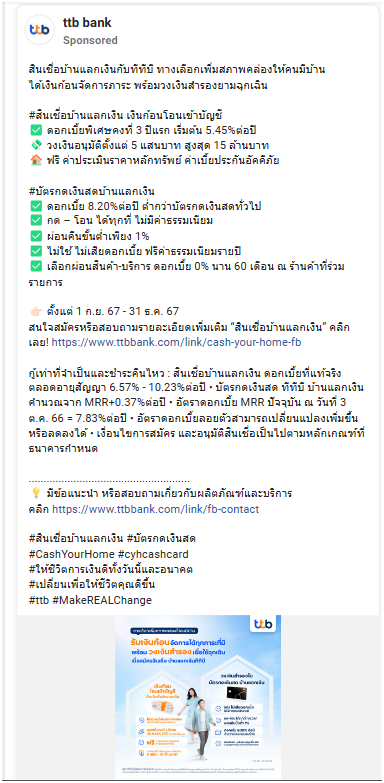 ttb bank
Sponsored
สินเชื่อบ้านแลกเงินกับทีทีบี ทางเลือกเพิ่มสภาพคล่องให้คนมีบ้าน
ได้เงินก้อนจัดการภาระ พร้อมวงเงินสำรองยามฉุกเฉิน
#สินเชื่อบ้านแลกเงิน เงินก้อนโอนเข้าบัญชี
✅ ดอกเบี้ยพิเศษคงที่ 3 ปีแรก เริ่มต้น 5.45%ต่อปี
💸 วงเงินอนุมัติตั้งแต่ 5 แสนบาท สูงสุด 15 ล้านบาท
🏠 ฟรี ค่าประเมินราคาหลักทรัพย์ ค่าเบี้ยประกันอัคคีภัย
#บัตรกดเงินสดบ้านแลกเงิน
✅ ดอกเบี้ย 8.20%ต่อปี ต่ำกว่าบัตรกดเงินสดทั่วไป
✅ กด – โอน ได้ทุกที่ ไม่มีค่าธรรมเนียม
✅ ผ่อนคืนขั้นต่ำเพียง 1%
✅ ไม่ใช้ ไม่เสียดอกเบี้ย ฟรีค่าธรรมเนียมรายปี
✅ เลือกผ่อนสินค้า-บริการ ดอกเบี้ย 0% นาน 60 เดือน ณ ร้านค้าที่ร่วม
รายการ
👉🏻 ตั้งแต่ 1 ก.ย. 67 - 31 ธ.ค. 67
สนใจสมัครหรือสอบถามรายละเอียดเพิ่มเติม “สินเชื่อบ้านแลกเงิน” คลิก
เลย! https://www.ttbbank.com/link/cash-your-home-fb
กู้เท่าที่จำเป็นและชำระคืนไหว : สินเชื่อบ้านแลกเงิน ดอกเบี้ยที่แท้จริง
ตลอดอายุสัญญา 6.57% - 10.23%ต่อปี • บัตรกดเงินสด ทีทีบี บ้านแลกเงิน
คำนวณจาก MRR+0.37%ต่อปี • อัตราดอกเบี้ย MRR ปัจจุบัน ณ วันที่ 3
ต.ค. 66 = 7.83%ต่อปี • อัตราดอกเบี้ยลอยตัวสามารถเปลี่ยนแปลงเพิ่มขึ้น
หรือลดลงได้ • เงื่อนไขการสมัคร และอนุมัติสินเชื่อเป็นไปตามหลักเกณฑ์ที่
ธนาคารกำหนด
......................................................
💡 มีข้อแนะนำ หรือสอบถามเกี่ยวกับผลิตภัณฑ์และบริการ
คลิก https://www.ttbbank.com/link/fb-contact
#สินเชื่อบ้านแลกเงิน #บัตรกดเงินสด
#CashYourHome #cyhcashcard
#ให้ชีวิตการเงินดีทั้งวันนี้และอนาคต
#เปลี่ยนเพื่อให้ชีวิตคุณดีขึ้น
#ttb #MakeREALChange
ttb
รับเงินก้อน จัดการได้ทุกภาระที่มี
พร้อม วงเงินสำรอง เผื่อใช้ฉุกเฉิน